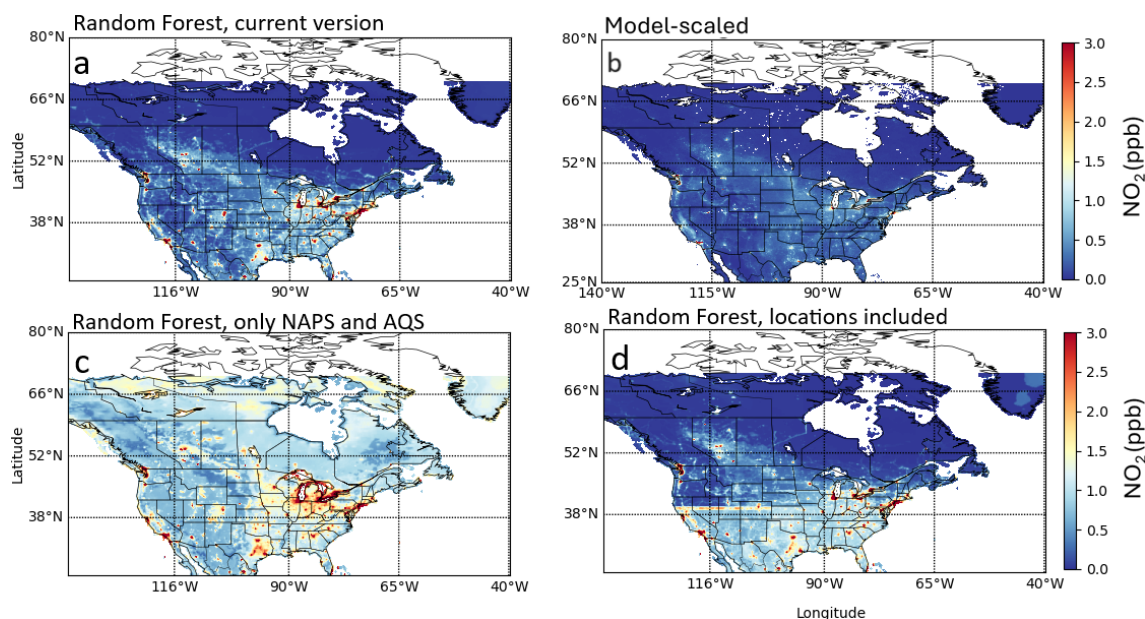 Random Forest, current version
Model-scaled
a
b
80°N
66°N
52°N
38°N
Latitude
116°W
90°W
65°W
40°W
80°N
66°N
52°N
38°N
25°N
140°W
115°W
90°W
65°W
40°W
3.0
2.5
2.0
1.5
1.0
0.5
0.0
NO2(ppb)
Random Forest, only NAPS and AQS
Random Forest, locations included
c
d
80°N
66°N
52°N
38°N
Latitude
116°W
90°W
65°W
40°W
80°N
66°N
52°N
38°N
116°W
90°W
65°W
40°W
Longitude
3.0
2.5
2.0
1.5
1.0
0.5
0.0
NO2(ppb)